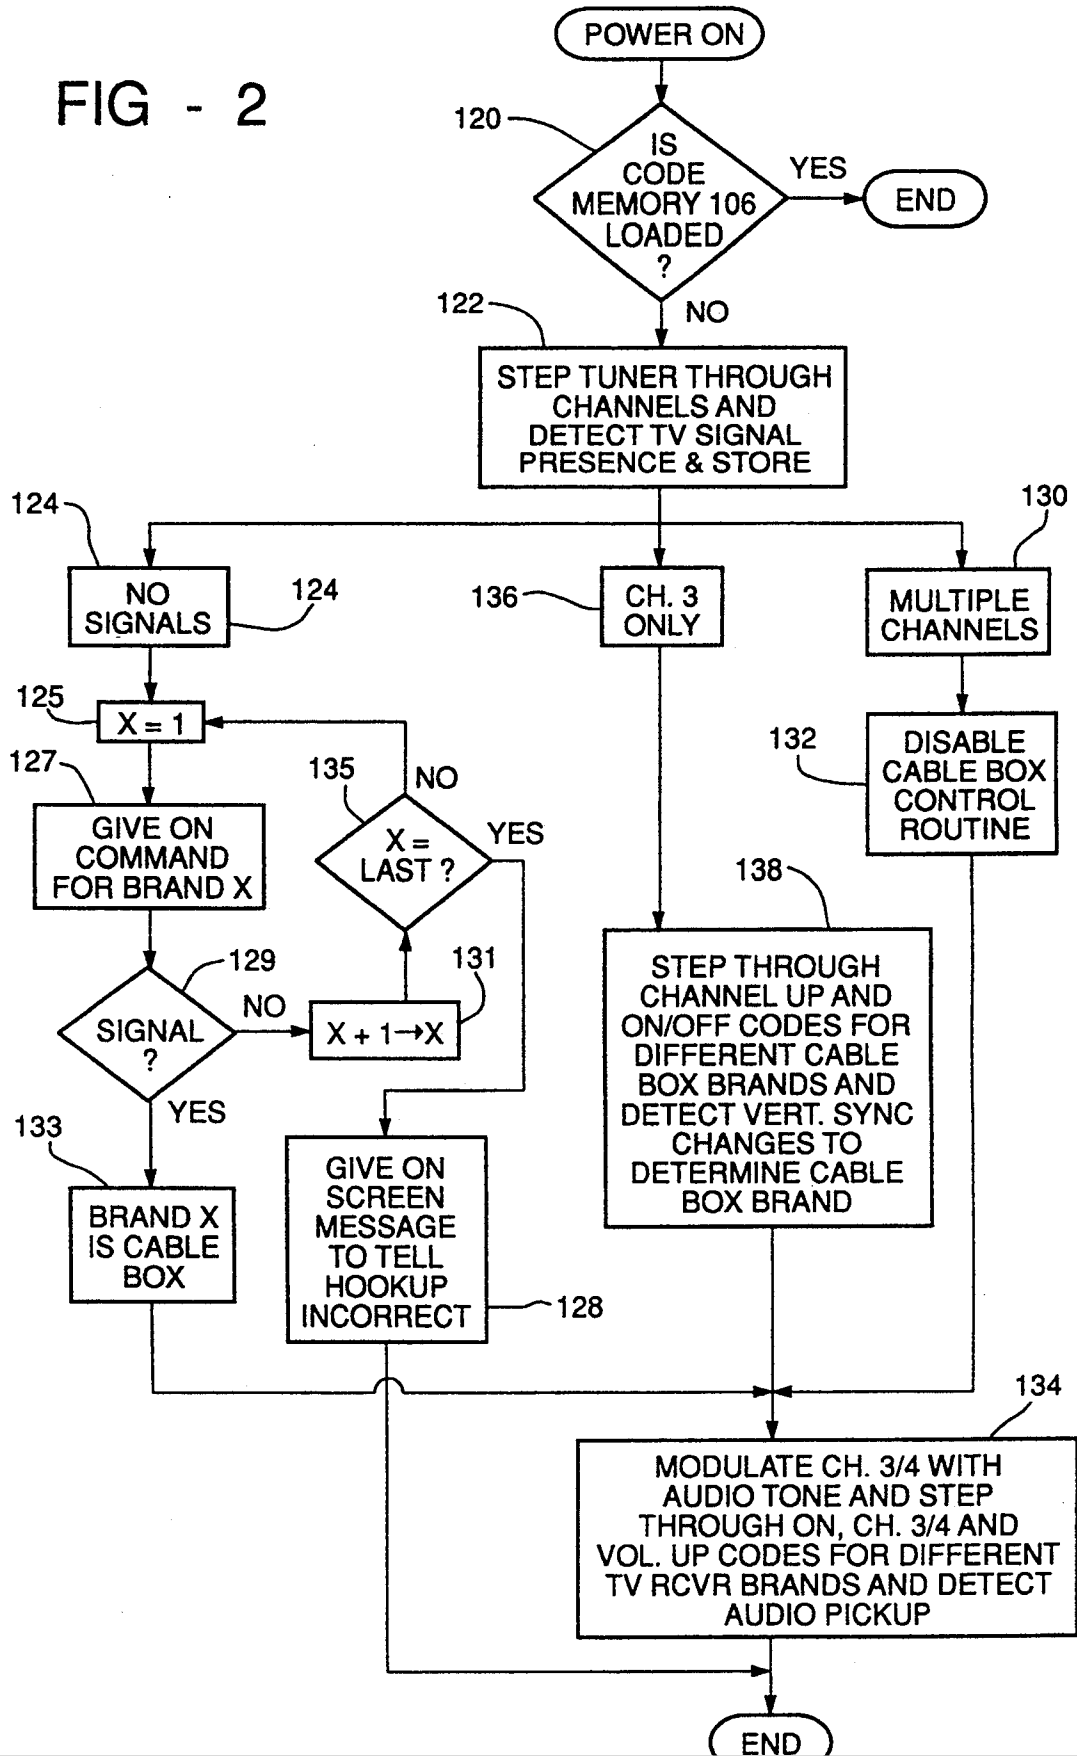 POWER ON
FIG - 2
120
IS
CODE
MEMORY 106
LOADED
?
YES
END
NO
122
STEP TUNER THROUGH
CHANNELS AND
DETECT TV SIGNAL
PRESENCE & STORE
124
NO
SIGNALS
124
136
CH. 3
ONLY
130
MULTIPLE
CHANNELS
125
X = 1
127
GIVE ON
COMMAND
FOR BRAND X
135
NO
X =
LAST ?
YES
132
DISABLE
CABLE BOX
CONTROL
ROUTINE
129
SIGNAL
?
NO
131
X + 1→X
YES
138
STEP THROUGH
CHANNEL UP AND
ON/OFF CODES FOR
DIFFERENT CABLE
BOX BRANDS AND
DETECT VERT. SYNC
CHANGES TO
DETERMINE CABLE
BOX BRAND
133
BRAND X
IS CABLE
BOX
GIVE ON
SCREEN
MESSAGE
TO TELL
HOOKUP
INCORRECT
128
134
MODULATE CH. 3/4 WITH
AUDIO TONE AND STEP
THROUGH ON, CH. 3/4 AND
VOL. UP CODES FOR DIFFERENT
TV RCVR BRANDS AND DETECT
AUDIO PICKUP
END